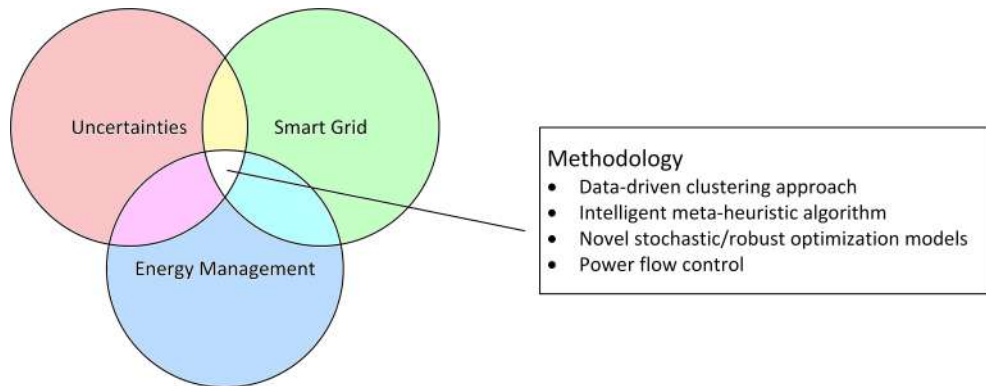 Uncertainties
Smart Grid
Energy Management
Methodology
• Data-driven clustering approach
• Intelligent meta-heuristic algorithm
• Novel stochastic/robust optimization models
• Power flow control